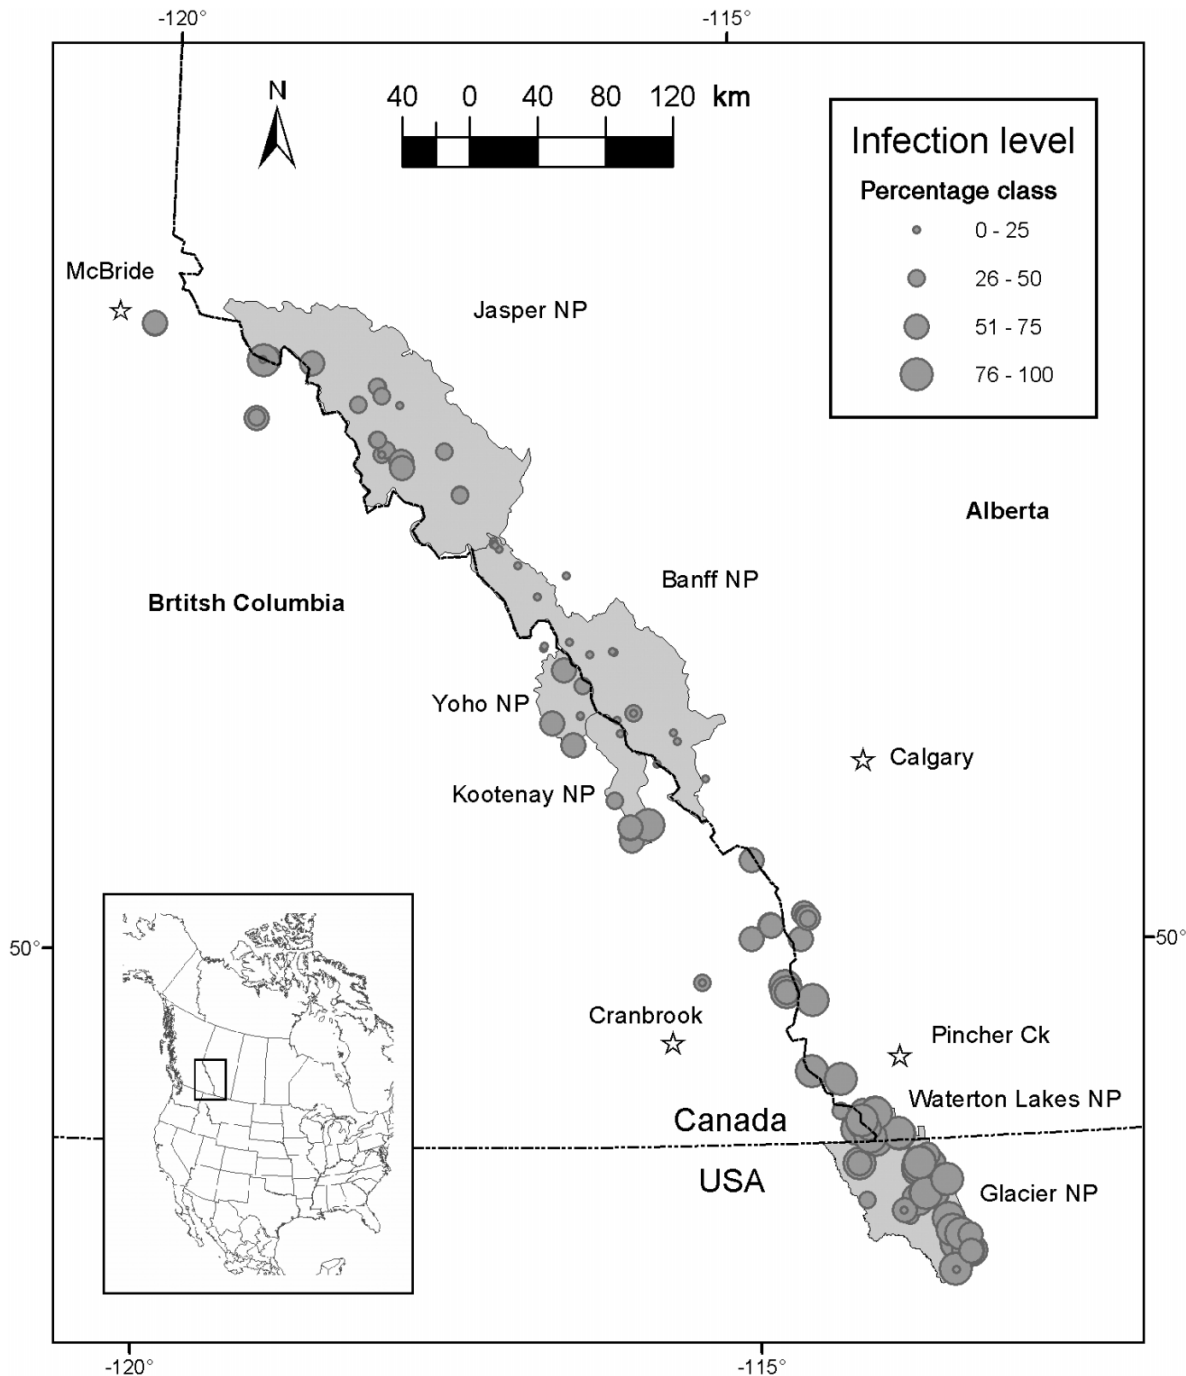 -120°
-115°
N
40 0 40 80 120 km
Infection level
Percentage class
0 - 25
26 - 50
51 - 75
76 - 100
McBride
Jasper NP
Alberta
Banff NP
Brtitsh Columbia
Yoho NP
Calgary
Kootenay NP
50°
50°
Cranbrook
Pincher Ck
Waterton Lakes NP
Canada
USA
Glacier NP
-120°
-115°